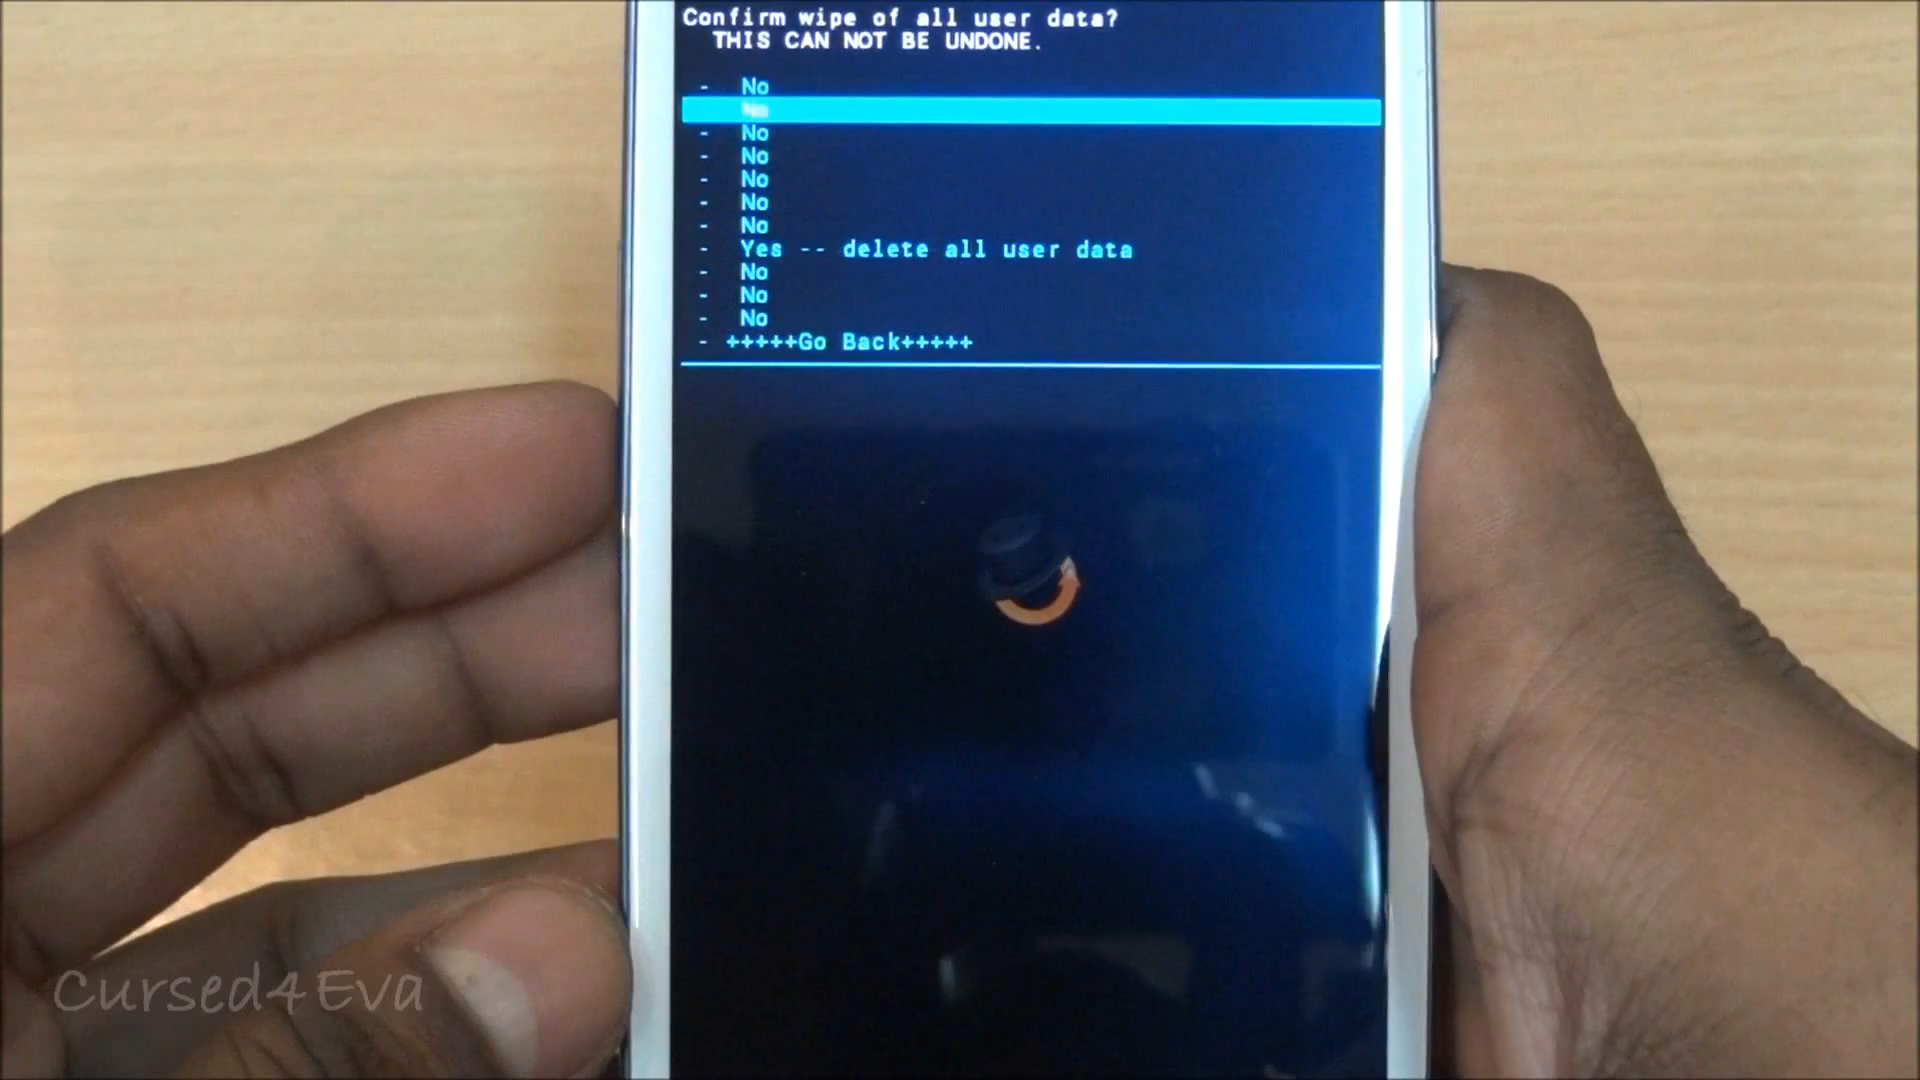 Confirm wipe of all user data?
THIS CAN NOT BE UNDONE.
- No
No
- No
- No
- No
- No
- No
- Yes -- delete all user data
- No
- No
- No
- +++++Go Back+++++
Cursed4Eva